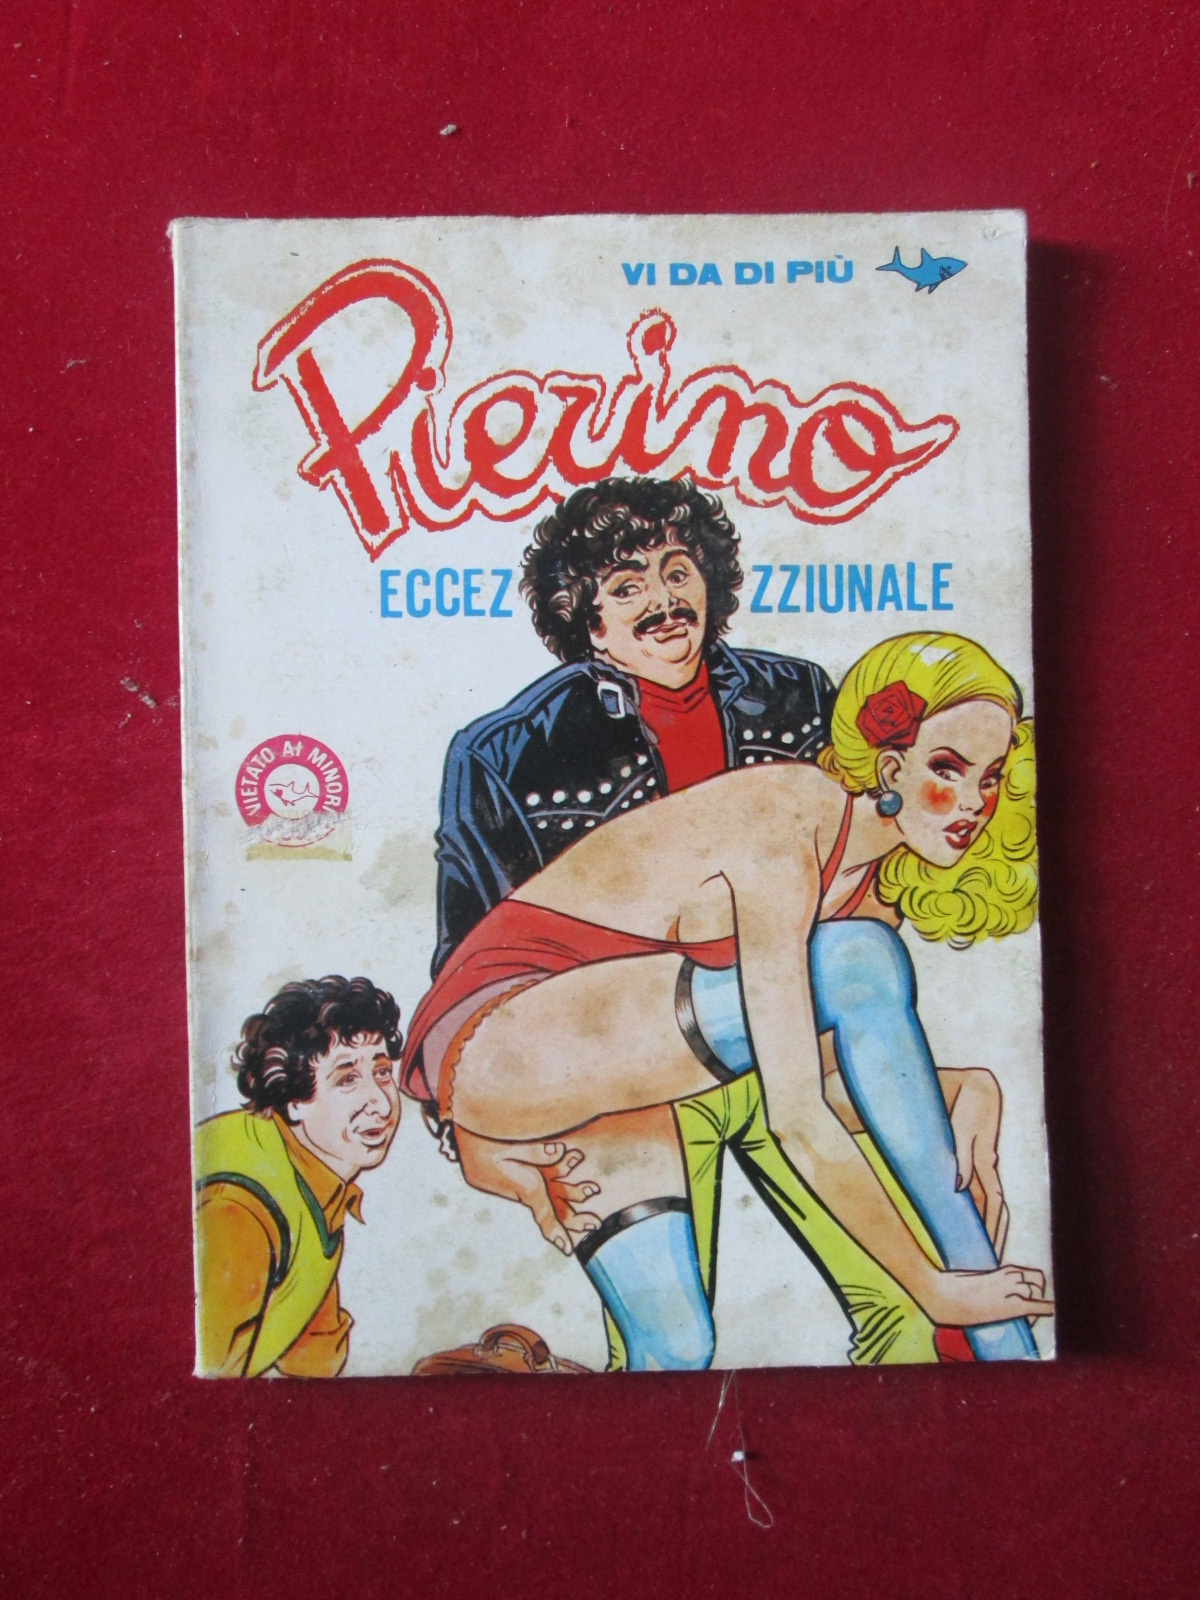 VI DA DI PIÙ
Pierino
ECCEZ ZZIUNALE
VIETATO AI MINORI